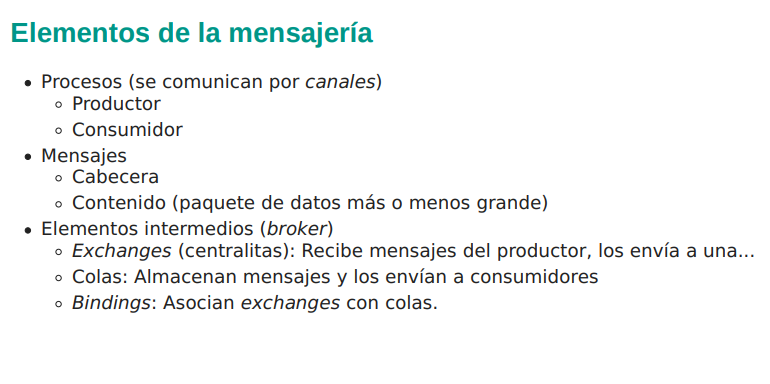 Elementos de la mensajería
Procesos (se comunican por canales)
Productor
Consumidor
Mensajes
Cabecera
Contenido (paquete de datos más o menos grande)
Elementos intermedios (broker)
Exchanges (centralitas): Recibe mensajes del productor, los envía a una...
Colas: Almacenan mensajes y los envían a consumidores
Bindings: Asocian exchanges con colas.